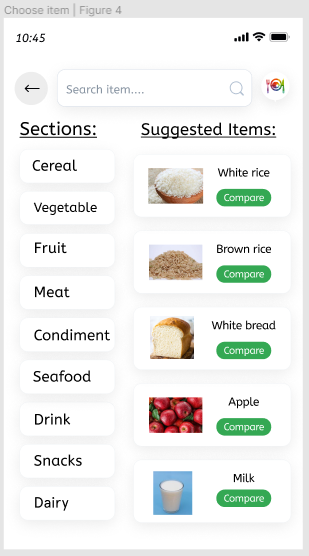 Choose item | Figure 4
10:45
Search item....
Sections:
Cereal
Vegetable
Fruit
Meat
Condiment
Seafood
Drink
Snacks
Dairy
Suggested Items:
White rice
Compare
Brown rice
Compare
White bread
Compare
Apple
Compare
Milk
Compare